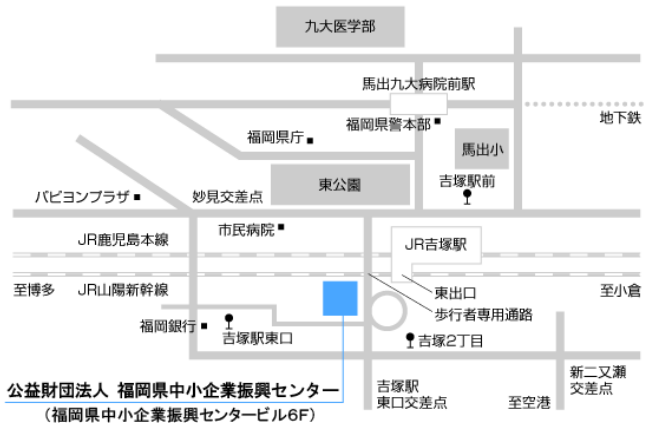 九大医学部
馬出九大病院前駅
地下鉄
福岡県警本部
福岡県庁
馬出小
東公園
吉塚駅前
パピヨンプラザ
妙見交差点
市民病院
JR鹿児島本線
JR吉塚駅
至博多
JR山陽新幹線
東出口
至小倉
歩行者専用通路
福岡銀行
吉塚駅東口
吉塚2丁目
公益財団法人 福岡県中小企業振興センター
(福岡県中小企業振興センタービル6F)
吉塚駅
東口交差点
至空港
新二又瀬
交差点